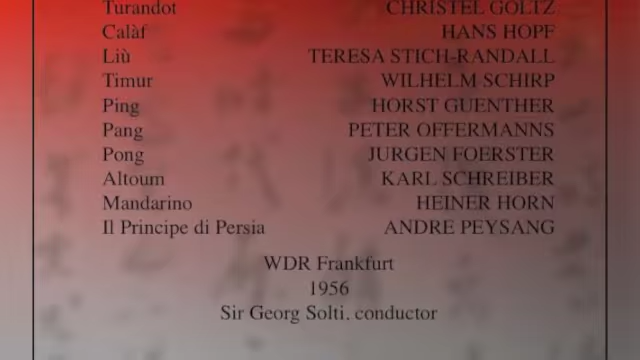 Turandot CHRISTEL GOLTZ
Calàf HANS HOPF
Liù TERESA STICH-RANDALL
Timur WILHELM SCHIRP
Ping HORST GUENTHER
Pang PETER OFFERMANNS
Pong JURGEN FOERSTER
Altoum KARL SCHREIBER
Mandarino HEINER HORN
Il Principe di Persia ANDRE PEYSANG
WDR Frankfurt
1956
Sir Georg Solti, conductor